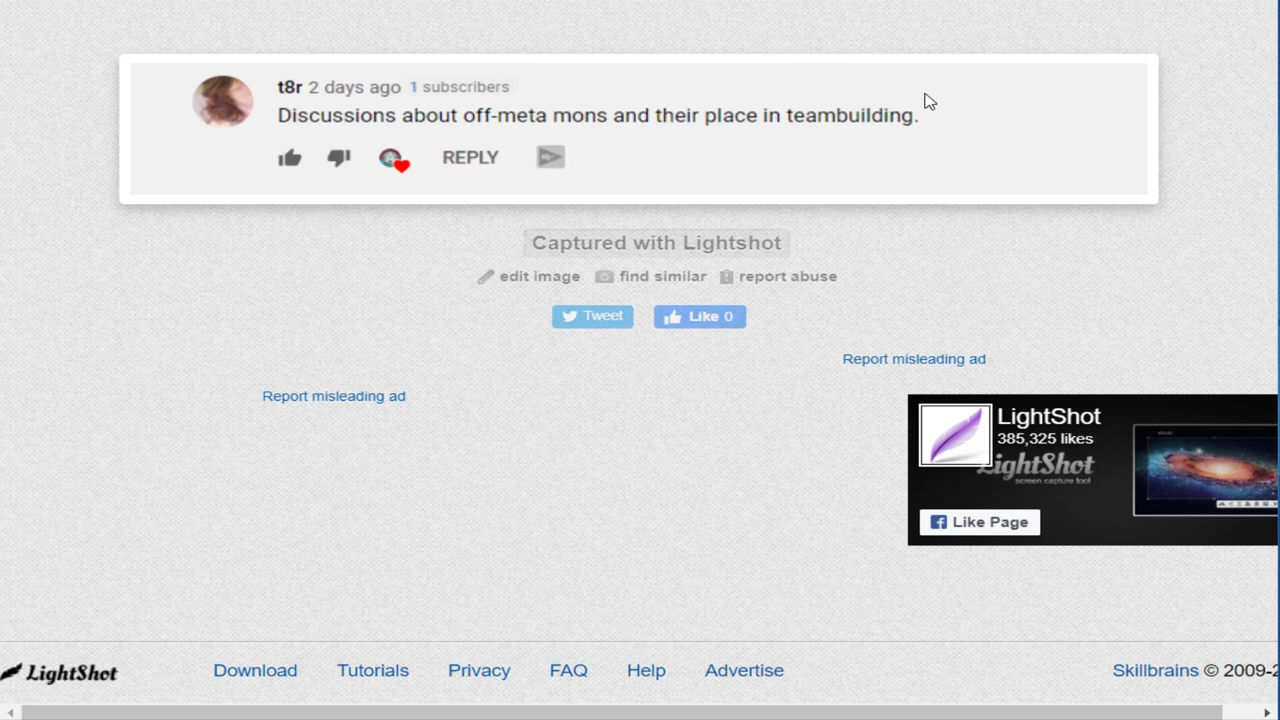 t8r 2 days ago 1 subscribers
Discussions about off-meta mons and their place in teambuilding.
REPLY
Captured with Lightshot
edit image find similar report abuse
Tweet Like 0
Report misleading ad
Report misleading ad
LightShot
385,325 likes
LightShot
screen capture tool
Like Page
LightShot Download Tutorials Privacy FAQ Help Advertise Skillbrains © 2009-2